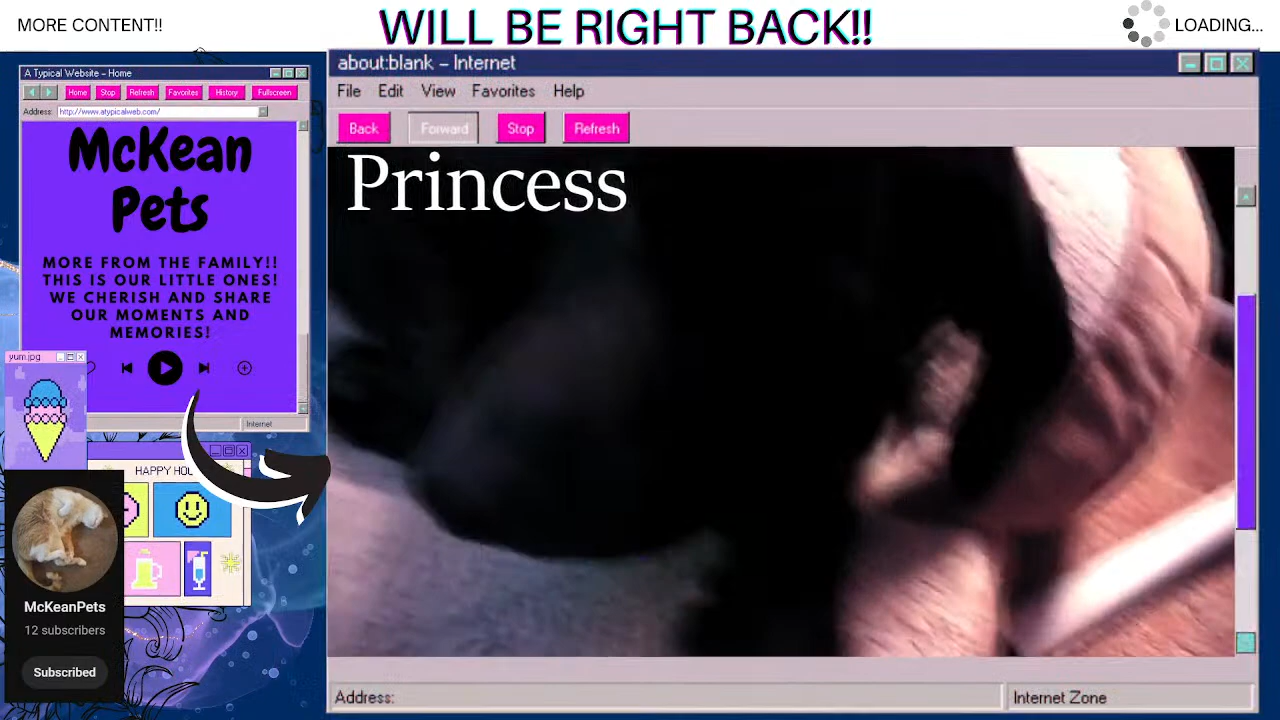 MORE CONTENT!!
WILL BE RIGHT BACK!!
LOADING...
A Typical Website - Home
Home Stop Refresh Favorites History Fullscreen
Address: http://www.atypicalweb.com/
McKean
Pets
MORE FROM THE FAMILY!!
THIS IS OUR LITTLE ONES!
WE CHERISH AND SHARE
OUR MOMENTS AND
MEMORIES!
Internet
yum.jpg
HAPPY HOU
McKeanPets
12 subscribers
Subscribed
about:blank – Internet
File Edit View Favorites Help
Back Forward Stop Refresh
Princess
Address:
Internet Zone